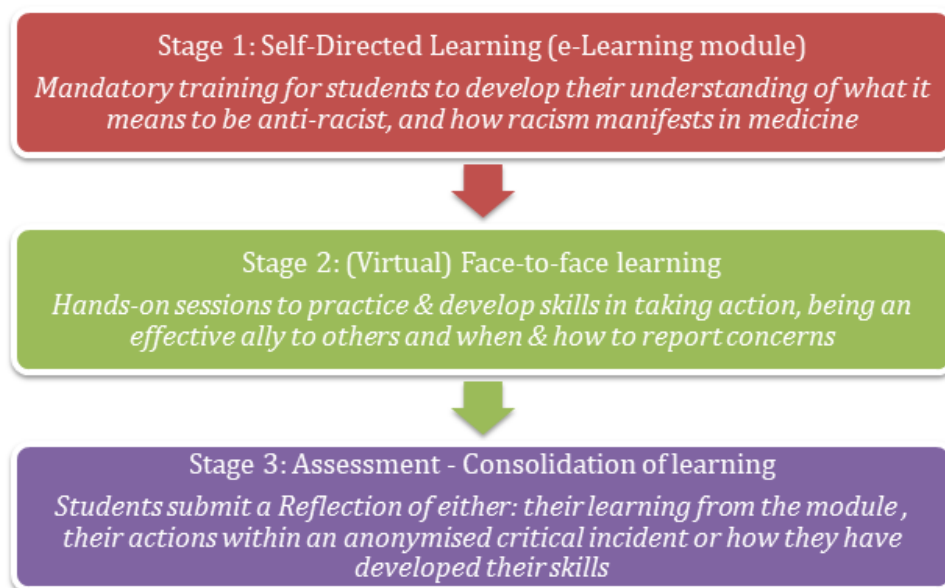 Stage 1: Self-Directed Learning (e-Learning module)
Mandatory training for students to develop their understanding of what it
means to be anti-racist, and how racism manifests in medicine
Stage 2: (Virtual) Face-to-face learning
Hands-on sessions to practice & develop skills in taking action, being an
effective ally to others and when & how to report concerns
Stage 3: Assessment - Consolidation of learning
Students submit a Reflection of either: their learning from the module ,
their actions within an anonymised critical incident or how they have
developed their skills